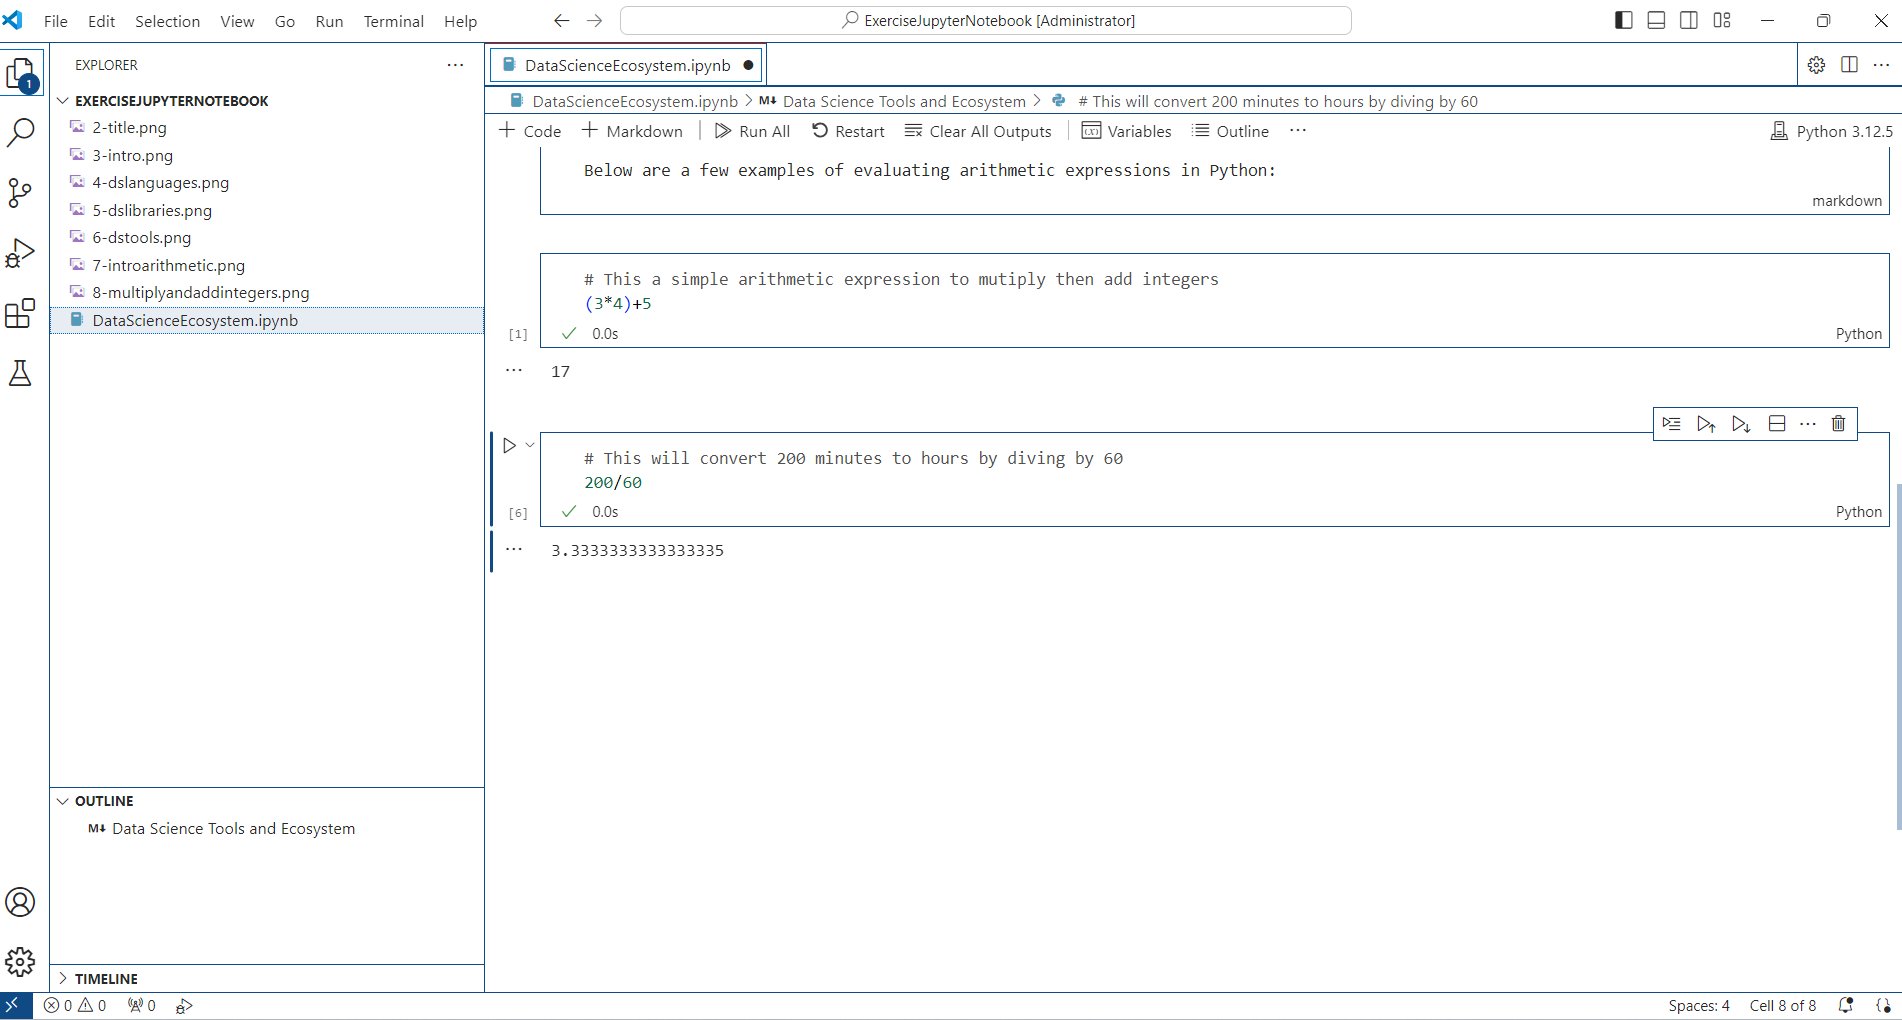 File Edit Selection View Go Run Terminal Help
ExerciseJupyterNotebook [Administrator]
EXPLORER
1
EXERCISEJUPYTERNOTEBOOK
2-title.png
3-intro.png
4-dslanguages.png
5-dslibraries.png
6-dstools.png
7-introarithmetic.png
8-multiplyandaddintegers.png
DataScienceEcosystem.ipynb
OUTLINE
M↓ Data Science Tools and Ecosystem
TIMELINE
DataScienceEcosystem.ipynb
DataScienceEcosystem.ipynb > M↓ Data Science Tools and Ecosystem > # This will convert 200 minutes to hours by diving by 60
+ Code + Markdown | Run All Restart Clear All Outputs | Variables Outline ...
Python 3.12.5
Below are a few examples of evaluating arithmetic expressions in Python:
markdown
# This a simple arithmetic expression to mutiply then add integers
(3*4)+5
[1] 0.0s Python
17
# This will convert 200 minutes to hours by diving by 60
200/60
[6] 0.0s Python
3.3333333333333335
0 0 0
Spaces: 4 Cell 8 of 8